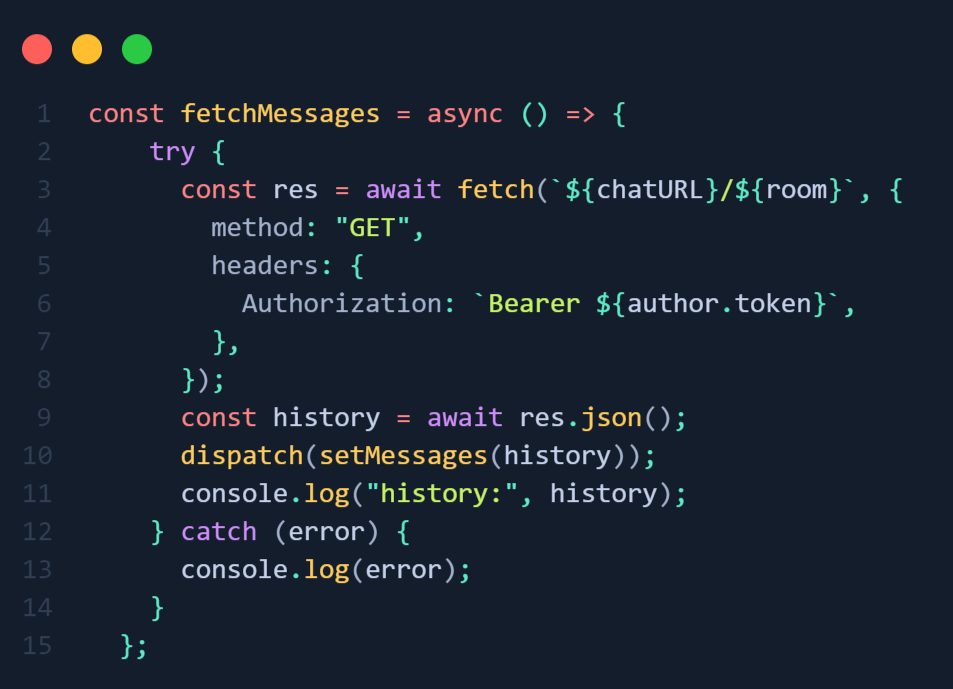 1 const fetchMessages = async () => {
2 try {
3 const res = await fetch(`${chatURL}/${room}`, {
4 method: "GET",
5 headers: {
6 Authorization: `Bearer ${author.token}`,
7 },
8 });
9 const history = await res.json();
10 dispatch(setMessages(history));
11 console.log("history:", history);
12 } catch (error) {
13 console.log(error);
14 }
15 };